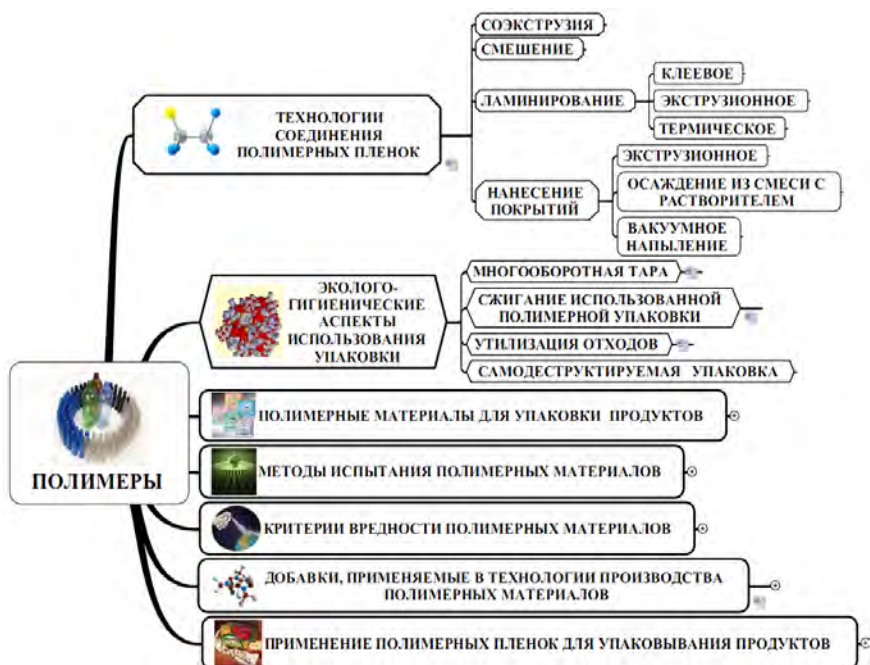 СОЭКСТРУЗИЯ
СМЕШЕНИЕ
ЛАМИНИРОВАНИЕ
КЛЕЕВОЕ
ЭКСТРУЗИОННОЕ
ТЕРМИЧЕСКОЕ
ТЕХНОЛОГИИ
СОЕДИНЕНИЯ
ПОЛИМЕРНЫХ ПЛЕНОК
НАНЕСЕНИЕ
ПОКРЫТИЙ
ЭКСТРУЗИОННОЕ
ОСАЖДЕНИЕ ИЗ СМЕСИ С
РАСТВОРИТЕЛЕМ
ВАКУУМНОЕ
НАПЫЛЕНИЕ
ЭКОЛОГО-
ГИГИЕНИЧЕСКИЕ
АСПЕКТЫ
ИСПОЛЬЗОВАНИЯ
УПАКОВКИ
МНОГООБОРОТНАЯ ТАРА
СЖИГАНИЕ ИСПОЛЬЗОВАННОЙ
ПОЛИМЕРНОЙ УПАКОВКИ
УТИЛИЗАЦИЯ ОТХОДОВ
САМОДЕСТРУКТИРУЕМАЯ УПАКОВКА
ПОЛИМЕРЫ
ПОЛИМЕРНЫЕ МАТЕРИАЛЫ ДЛЯ УПАКОВКИ ПРОДУКТОВ
МЕТОДЫ ИСПЫТАНИЯ ПОЛИМЕРНЫХ МАТЕРИАЛОВ
КРИТЕРИИ ВРЕДНОСТИ ПОЛИМЕРНЫХ МАТЕРИАЛОВ
ДОБАВКИ, ПРИМЕНЯЕМЫЕ В ТЕХНОЛОГИИ ПРОИЗВОДСТВА
ПОЛИМЕРНЫХ МАТЕРИАЛОВ
ПРИМЕНЕНИЕ ПОЛИМЕРНЫХ ПЛЕНОК ДЛЯ УПАКОВЫВАНИЯ ПРОДУКТОВ